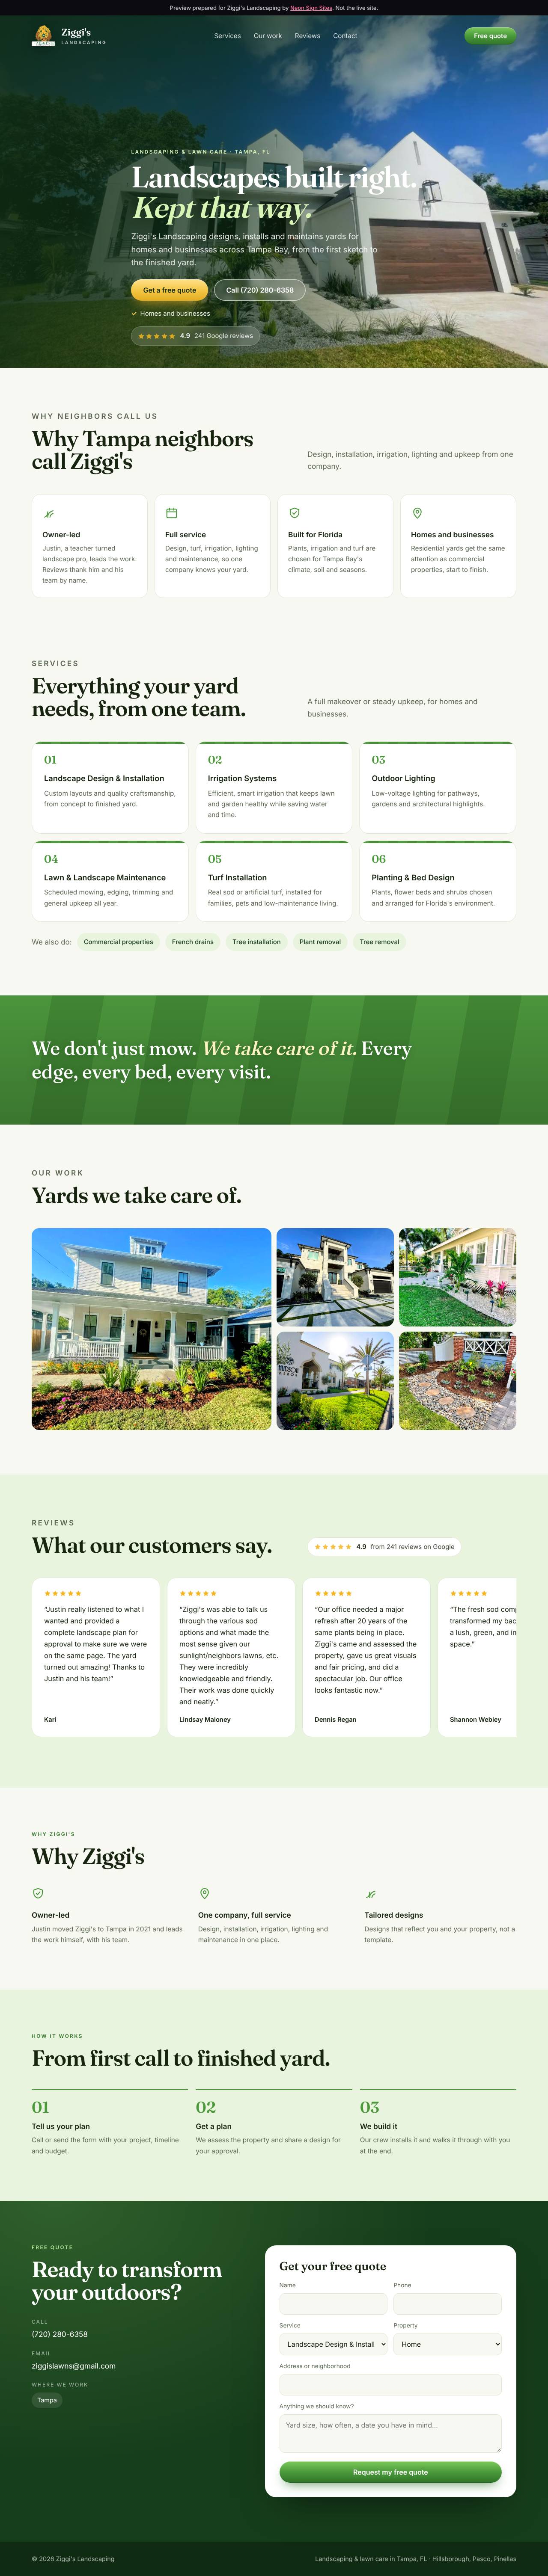 Preview prepared for Ziggi's Landscaping by Neon Sign Sites. Not the live site.
Ziggi's
LANDSCAPING
Services
Our work
Reviews
Contact
Free quote
LANDSCAPING & LAWN CARE · TAMPA, FL
Landscapes built right.
Kept that way.
Ziggi's Landscaping designs, installs and maintains yards for
homes and businesses across Tampa Bay, from the first sketch to
the finished yard.
Get a free quote
Call (720) 280-6358
✓ Homes and businesses
★★★★★ 4.9 241 Google reviews
WHY NEIGHBORS CALL US
Why Tampa neighbors
call Ziggi's
Design, installation, irrigation, lighting and upkeep from one
company.
Owner-led
Justin, a teacher turned
landscape pro, leads the work.
Reviews thank him and his
team by name.
Full service
Design, turf, irrigation, lighting
and maintenance, so one
company knows your yard.
Built for Florida
Plants, irrigation and turf are
chosen for Tampa Bay's
climate, soil and seasons.
Homes and businesses
Residential yards get the same
attention as commercial
properties, start to finish.
SERVICES
Everything your yard
needs, from one team.
A full makeover or steady upkeep, for homes and
businesses.
01
Landscape Design & Installation
Custom layouts and quality craftsmanship,
from concept to finished yard.
02
Irrigation Systems
Efficient, smart irrigation that keeps lawn
and garden healthy while saving water
and time.
03
Outdoor Lighting
Low-voltage lighting for pathways,
gardens and architectural highlights.
04
Lawn & Landscape Maintenance
Scheduled mowing, edging, trimming and
general upkeep all year.
05
Turf Installation
Real sod or artificial turf, installed for
families, pets and low-maintenance living.
06
Planting & Bed Design
Plants, flower beds and shrubs chosen
and arranged for Florida's environment.
We also do:
Commercial properties
French drains
Tree installation
Plant removal
Tree removal
We don't just mow. We take care of it. Every
edge, every bed, every visit.
OUR WORK
Yards we take care of.
REVIEWS
What our customers say.
★★★★★ 4.9 from 241 reviews on Google
★★★★★
“Justin really listened to what I
wanted and provided a
complete landscape plan for
approval to make sure we were
on the same page. The yard
turned out amazing! Thanks to
Justin and his team!”
Kari
★★★★★
“Ziggi's was able to talk us
through the various sod
options and what made the
most sense given our
sunlight/neighbors lawns, etc.
They were incredibly
knowledgeable and friendly.
Their work was done quickly
and neatly.”
Lindsay Maloney
★★★★★
“Our office needed a major
refresh after 20 years of the
same plants being in place.
Ziggi's came and assessed the
property, gave us great visuals
and fair pricing, and did a
spectacular job. Our office
looks fantastic now.”
Dennis Regan
★★★★★
“The fresh sod
transformed my
a lush, green, and
space.”
Shannon Webley
WHY ZIGGI'S
Why Ziggi's
Owner-led
Justin moved Ziggi's to Tampa in 2021 and leads
the work himself, with his team.
One company, full service
Design, installation, irrigation, lighting and
maintenance in one place.
Tailored designs
Designs that reflect you and your property, not a
template.
HOW IT WORKS
From first call to finished yard.
01
Tell us your plan
Call or send the form with your project, timeline
and budget.
02
Get a plan
We assess the property and share a design for
your approval.
03
We build it
Our crew installs it and walks it through with you
at the end.
FREE QUOTE
Ready to transform
your outdoors?
CALL
(720) 280-6358
EMAIL
ziggislawns@gmail.com
WHERE WE WORK
Tampa
Get your free quote
Name
Phone
Service
Property
Landscape Design & Install
Home
Address or neighborhood
Anything we should know?
Yard size, how often, a date you have in mind...
Request my free quote
© 2026 Ziggi's Landscaping
Landscaping & lawn care in Tampa, FL · Hillsborough, Pasco, Pinellas